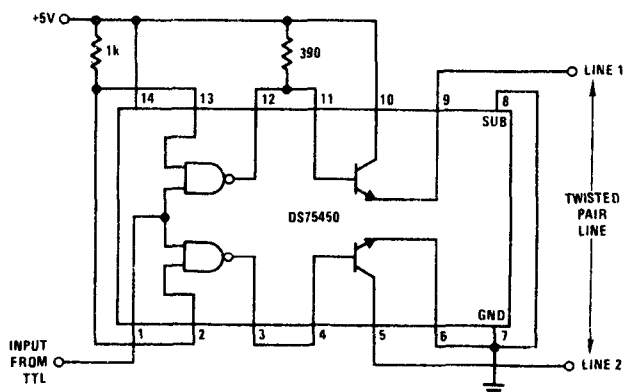 +5V
1k
390
LINE 1
14 13 12 11 10 9 8
SUB
DS75450
TWISTED
PAIR
LINE
GND
1 2 3 4 5 6 7
INPUT
FROM
TTL
LINE 2